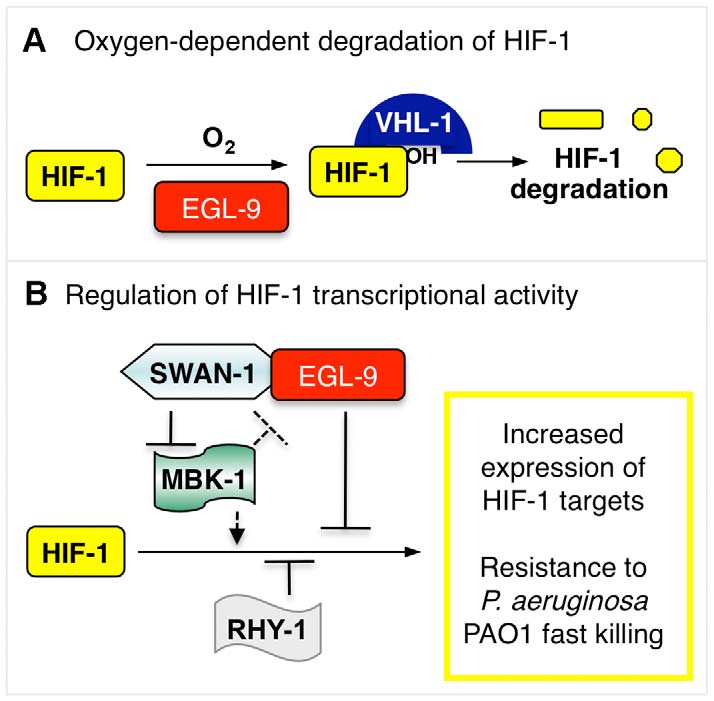 A Oxygen-dependent degradation of HIF-1
HIF-1
O2
EGL-9
HIF-1
VHL-1
OH
HIF-1
degradation
B Regulation of HIF-1 transcriptional activity
SWAN-1
EGL-9
MBK-1
HIF-1
RHY-1
Increased
expression of
HIF-1 targets
Resistance to
P. aeruginosa
PAO1 fast killing